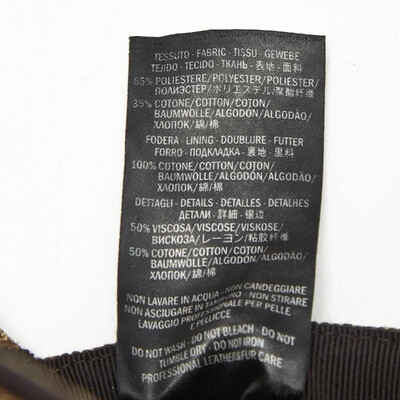 TESSUTO - FABRIC - TISSU - GEWEBE
TEJIDO - TECIDO - ТКАНЬ - 表地 - 面料
65% POLIESTERE/POLYESTER/POLIESTER/
ПОЛИЭСТЕР/ポリエステル/聚酯纤维
35% COTONE/COTTON/COTON/
BAUMWOLLE/ALGODÓN/ALGODÃO/
ХЛОПОК/綿/棉
FODERA - LINING - DOUBLURE - FUTTER
FORRO - ПОДКЛАДКА - 裏地 - 里料
100% COTONE/COTTON/COTON/
BAUMWOLLE/ALGODÓN/ALGODÃO/
ХЛОПОК/綿/棉
DETTAGLI - DETAILS - DETALLES - DETALHES
ДЕТАЛИ - 詳細 - 镶边
50% VISCOSA/VISCOSE/VISKOSE/
ВИСКОЗА/レーヨン/粘胶纤维
50% COTONE/COTTON/COTON/
BAUMWOLLE/ALGODÓN/ALGODÃO/
ХЛОПОК/綿/棉
NON LAVARE IN ACQUA - NON CANDEGGIARE
NON ASCIUGARE IN TAMBURO - NON STIRARE
LAVAGGIO PROFESSIONALE PER PELLE
E PELLICCE
DO NOT WASH - DO NOT BLEACH - DO NOT
TUMBLE DRY - DO NOT IRON
PROFESSIONAL LEATHER&FUR CARE